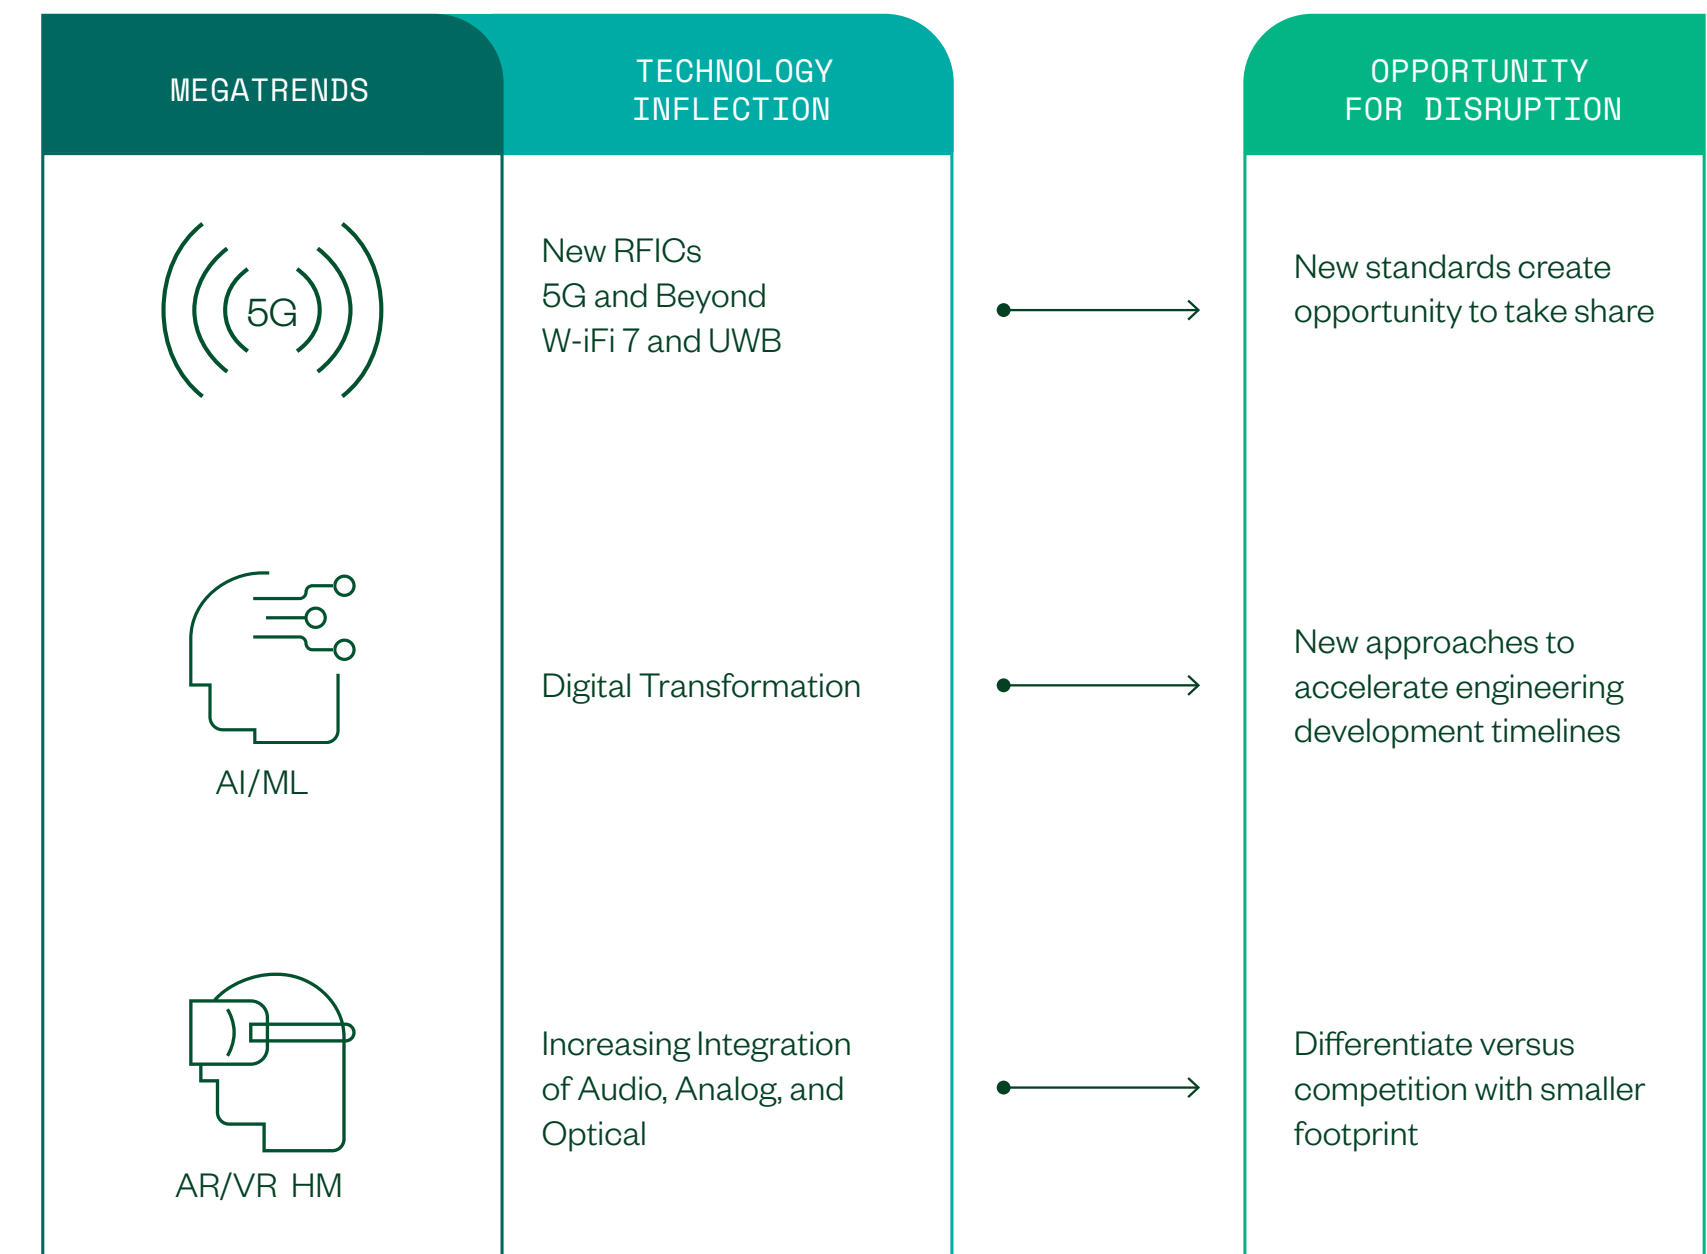 MEGATRENDS
TECHNOLOGY
INFLECTION
OPPORTUNITY
FOR DISRUPTION
5G
New RFICs
5G and Beyond
W-iFi 7 and UWB
New standards create
opportunity to take share
AI/ML
Digital Transformation
New approaches to
accelerate engineering
development timelines
AR/VR HM
Increasing Integration
of Audio, Analog, and
Optical
Differentiate versus
competition with smaller
footprint